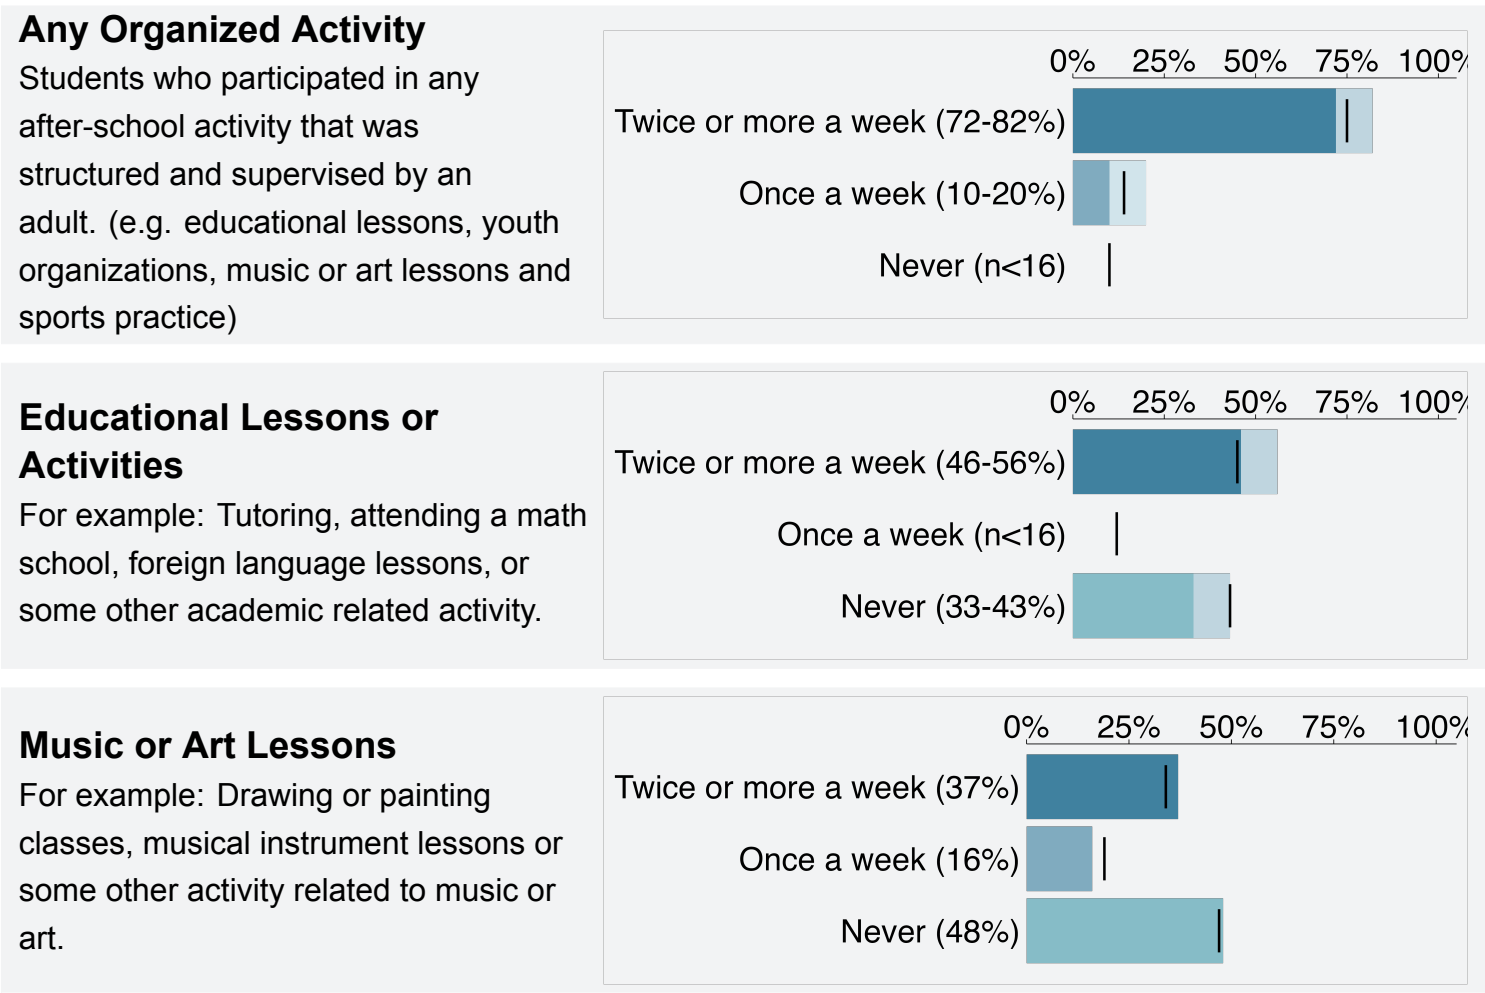 Any Organized Activity
Students who participated in any
after-school activity that was
structured and supervised by an
adult. (e.g. educational lessons, youth
organizations, music or art lessons and
sports practice)
0% 25% 50% 75% 100%
Twice or more a week (72-82%)
Once a week (10-20%)
Never (n<16)
Educational Lessons or
Activities
For example: Tutoring, attending a math
school, foreign language lessons, or
some other academic related activity.
0% 25% 50% 75% 100%
Twice or more a week (46-56%)
Once a week (n<16)
Never (33-43%)
Music or Art Lessons
For example: Drawing or painting
classes, musical instrument lessons or
some other activity related to music or
art.
0% 25% 50% 75% 100%
Twice or more a week (37%)
Once a week (16%)
Never (48%)